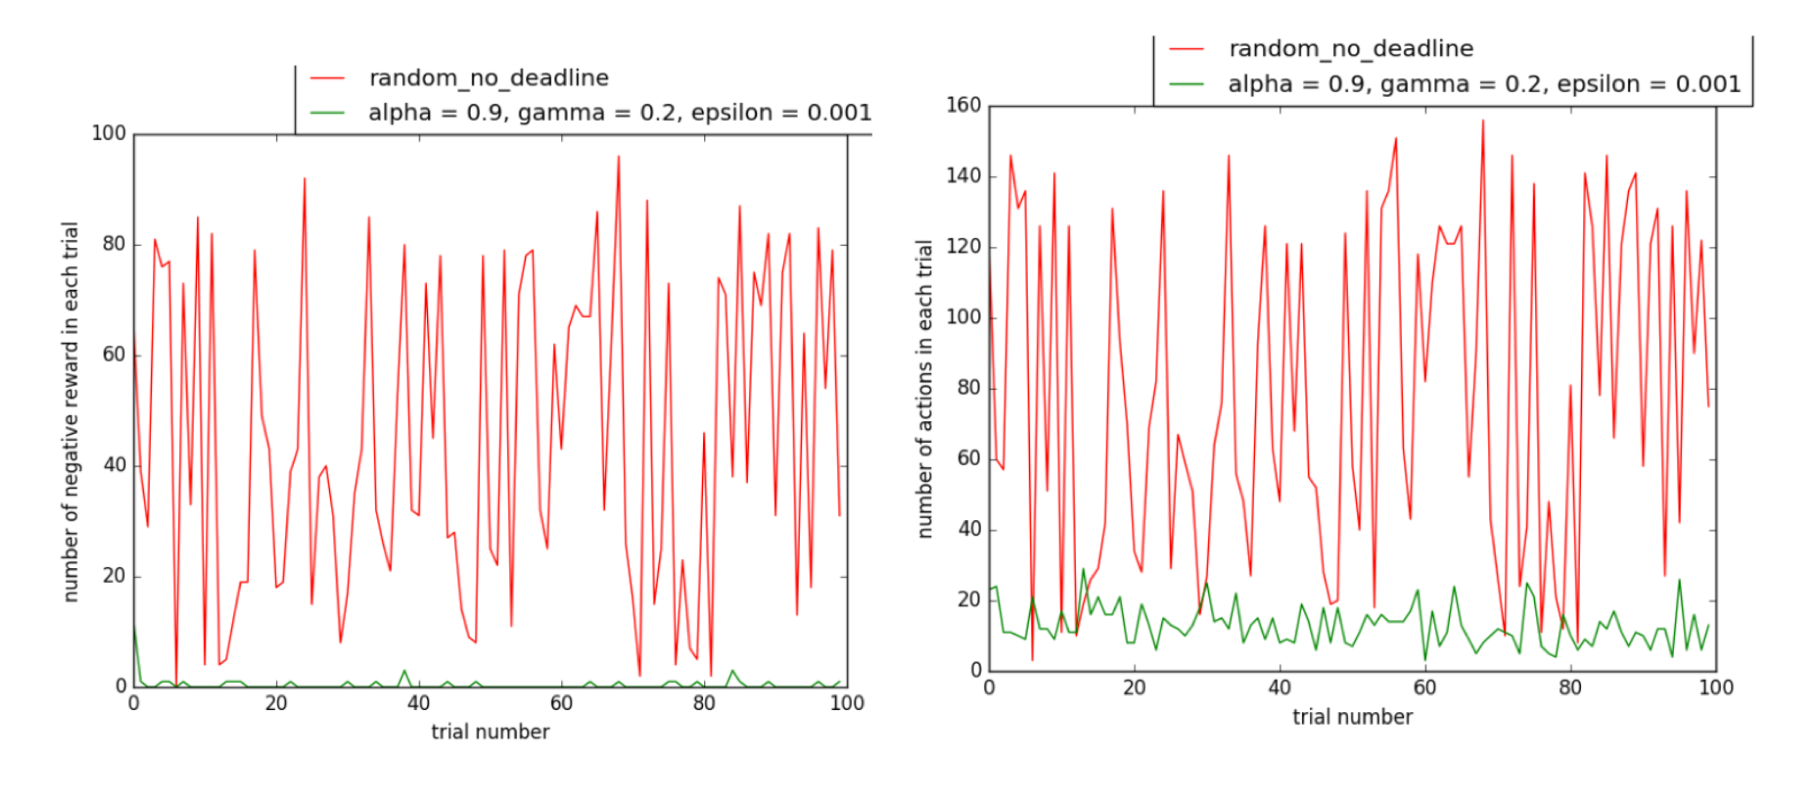 random_no_deadline
alpha = 0.9, gamma = 0.2, epsilon = 0.001
100
80
60
40
20
0
number of negative reward in each trial
0 20 40 60 80 100
trial number
random_no_deadline
alpha = 0.9, gamma = 0.2, epsilon = 0.001
160
140
120
100
80
60
40
20
0
number of actions in each trial
0 20 40 60 80 100
trial number